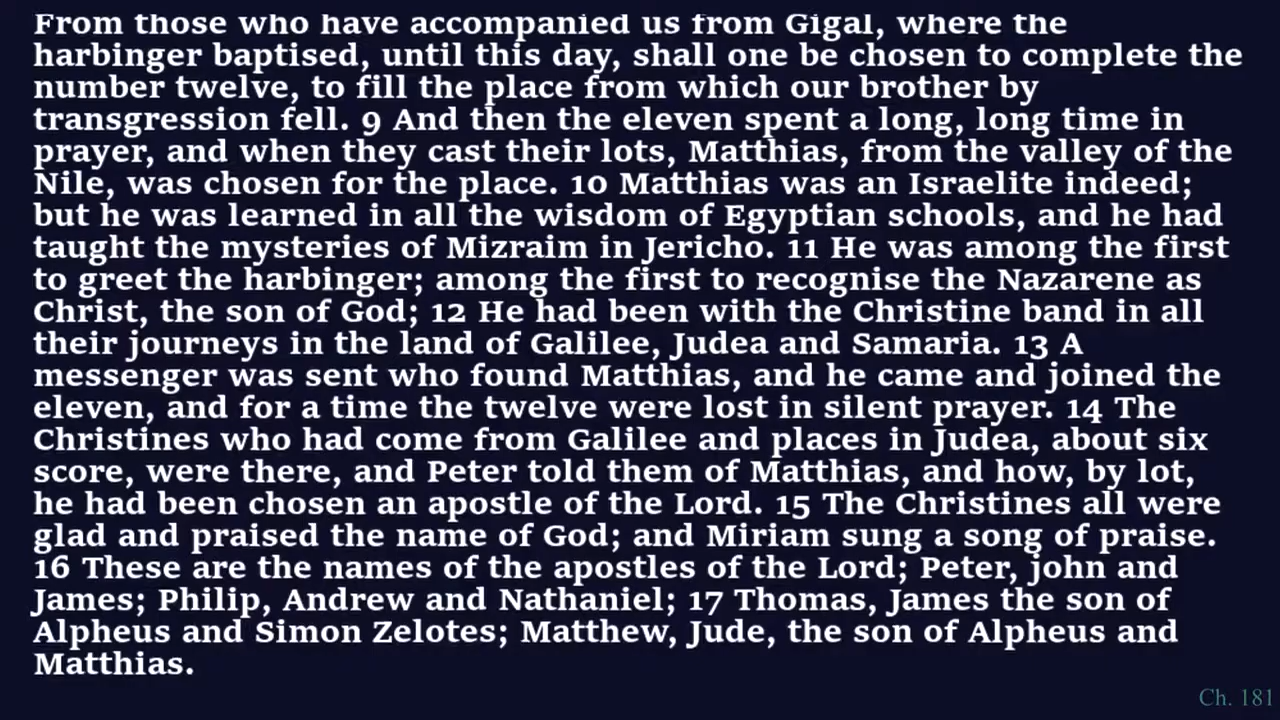 From those who have accompanied us from Gigal, where the
harbinger baptised, until this day, shall one be chosen to complete the
number twelve, to fill the place from which our brother by
transgression fell. 9 And then the eleven spent a long, long time in
prayer, and when they cast their lots, Matthias, from the valley of the
Nile, was chosen for the place. 10 Matthias was an Israelite indeed;
but he was learned in all the wisdom of Egyptian schools, and he had
taught the mysteries of Mizraim in Jericho. 11 He was among the first
to greet the harbinger; among the first to recognise the Nazarene as
Christ, the son of God; 12 He had been with the Christine band in all
their journeys in the land of Galilee, Judea and Samaria. 13 A
messenger was sent who found Matthias, and he came and joined the
eleven, and for a time the twelve were lost in silent prayer. 14 The
Christines who had come from Galilee and places in Judea, about six
score, were there, and Peter told them of Matthias, and how, by lot,
he had been chosen an apostle of the Lord. 15 The Christines all were
glad and praised the name of God; and Miriam sung a song of praise.
16 These are the names of the apostles of the Lord; Peter, john and
James; Philip, Andrew and Nathaniel; 17 Thomas, James the son of
Alpheus and Simon Zelotes; Matthew, Jude, the son of Alpheus and
Matthias.
Ch. 181